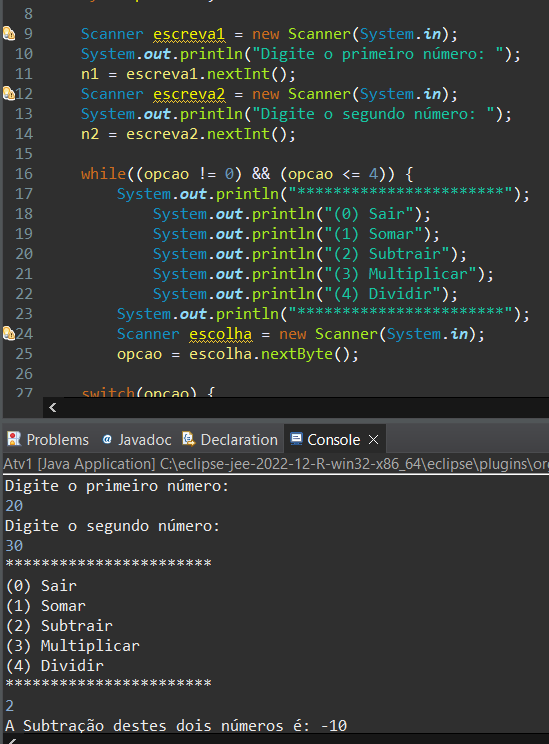 8
9 Scanner escreva1 = new Scanner(System.in);
10 System.out.println("Digite o primeiro número: ");
11 n1 = escreva1.nextInt();
12 Scanner escreva2 = new Scanner(System.in);
13 System.out.println("Digite o segundo número: ");
14 n2 = escreva2.nextInt();
15
16 while((opcao != 0) && (opcao <= 4)) {
17 System.out.println("***********************");
18 System.out.println("(0) Sair");
19 System.out.println("(1) Somar");
20 System.out.println("(2) Subtrair");
21 System.out.println("(3) Multiplicar");
22 System.out.println("(4) Dividir");
23 System.out.println("***********************");
24 Scanner escolha = new Scanner(System.in);
25 opcao = escolha.nextByte();
26
27 switch(opcao) {
Problems @ Javadoc Declaration Console
Atv1 [Java Application] C:\eclipse-jee-2022-12-R-win32-x86_64\eclipse\plugins\or
Digite o primeiro número:
20
Digite o segundo número:
30
***********************
(0) Sair
(1) Somar
(2) Subtrair
(3) Multiplicar
(4) Dividir
***********************
2
A Subtração destes dois números é: -10